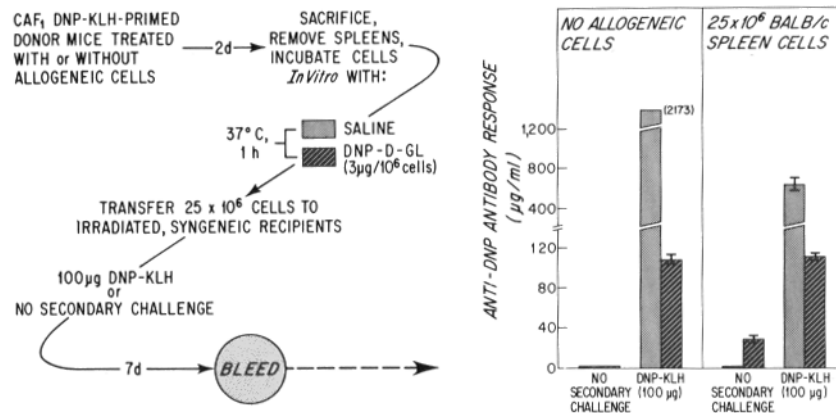 CAF₁ DNP-KLH-PRIMED
DONOR MICE TREATED
WITH or WITHOUT
ALLOGENEIC CELLS
2d
SACRIFICE,
REMOVE SPLEENS,
INCUBATE CELLS
In Vitro WITH:
37° C,
1 h
SALINE
DNP-D-GL
(3µg/10⁶ cells)
TRANSFER 25 x 10⁶ CELLS TO
IRRADIATED, SYNGENEIC RECIPIENTS
100µg DNP-KLH
or
NO SECONDARY CHALLENGE
7d
BLEED
ANTI-DNP ANTIBODY RESPONSE
(µg/ml)
NO ALLOGENEIC
CELLS
25x10⁶ BALB/c
SPLEEN CELLS
(2173)
1,200
800
600
400
120
80
40
0
NO
SECONDARY
CHALLENGE
DNP-KLH
(100 µg)
NO
SECONDARY
CHALLENGE
DNP-KLH
(100 µg)